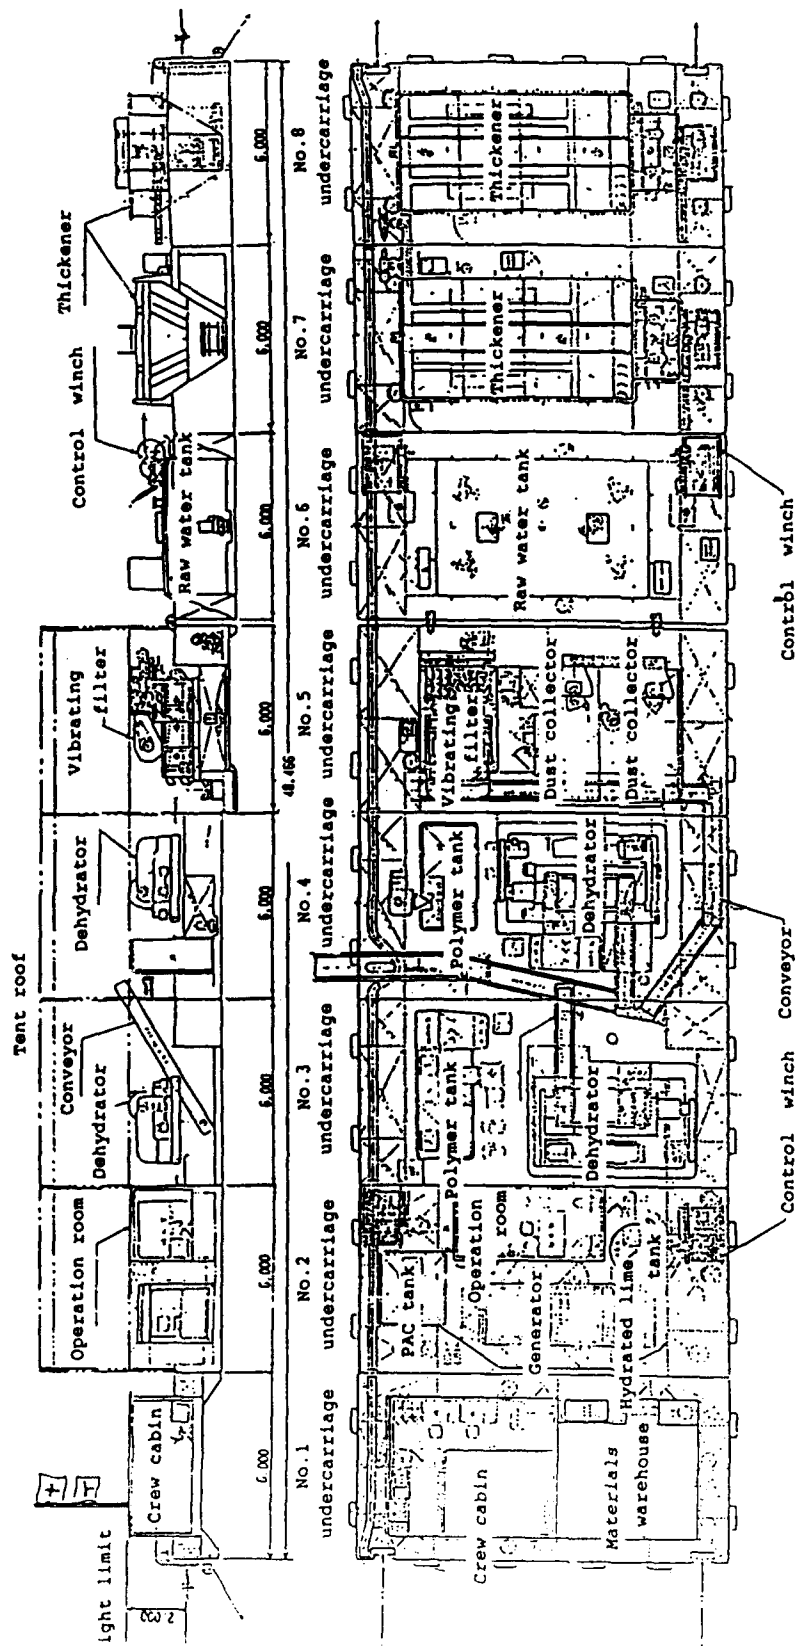 Tent roof
ight limit
2.000
Crew cabin
Operation room
Dehydrator
Conveyor
Dehydrator
Vibrating
filter
Raw water tank
Control winch
Thickener
6.000
6.000
6.000
6.000
6.000
6.000
6.000
6.000
48.466
No.1
undercarriage
No.2
undercarriage
No.3
undercarriage
No.4
undercarriage
No.5
undercarriage
No.6
undercarriage
No.7
undercarriage
No.8
undercarriage
Crew cabin
Materials
warehouse
PAC tank
Operation
room
Generator
Hydrated lime
tank
Polymer tank
Dehydrator
Polymer tank
Dehydrator
Vibrating
filter
Dust collector
Dust collector
Raw water tank
Thickener
Thickener
Control winch
Conveyor
Control winch